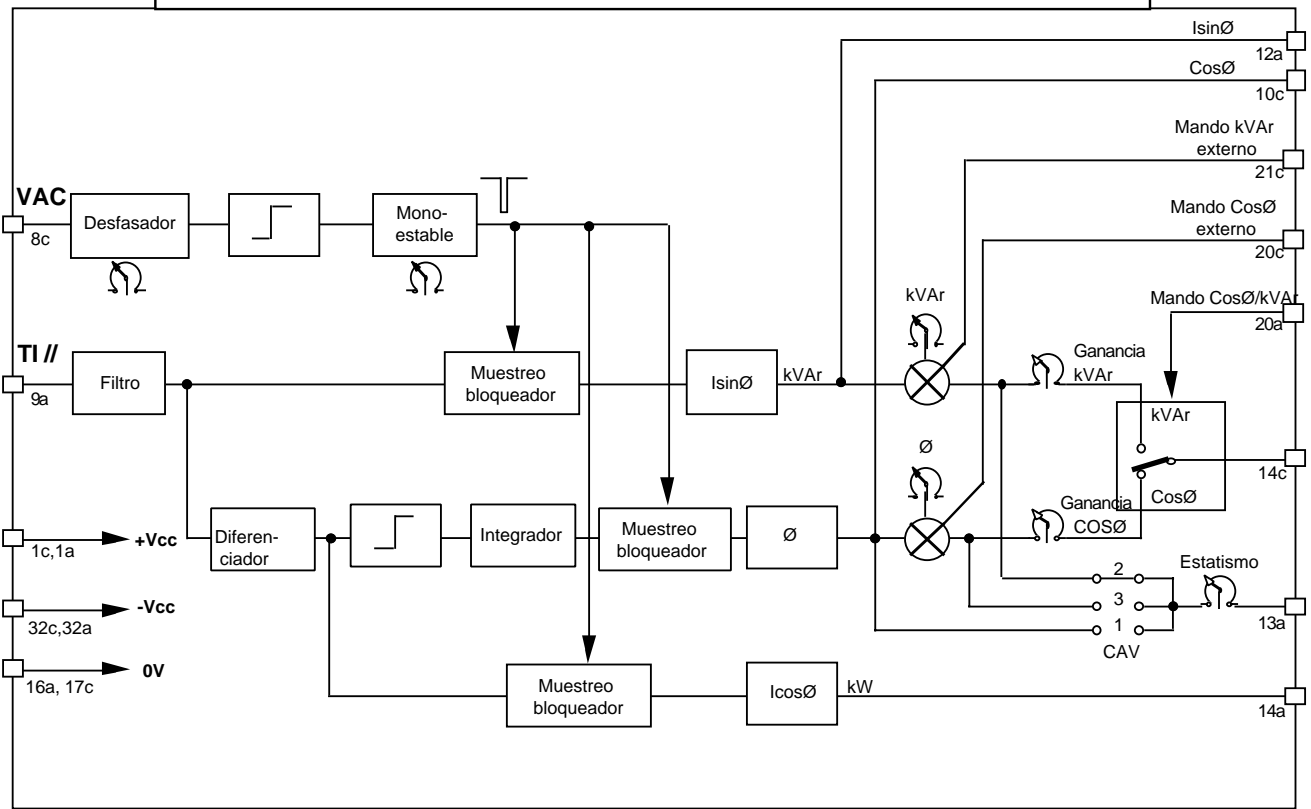 IsinØ
12a
CosØ
10c
Mando kVAr
externo
21c
VAC
8c
Desfasador
Mono-
estable
Mando CosØ
externo
20c
kVAr
Mando CosØ/kVAr
20a
TI //
9a
Filtro
Muestreo
bloqueador
IsinØ
kVAr
Ganancia
kVAr
kVAr
CosØ
14c
Ø
Ganancia
COSØ
1c,1a
+Vcc
Diferen-
ciador
Integrador
Muestreo
bloqueador
Ø
2
3
1
CAV
Estatismo
13a
32c,32a
-Vcc
16a, 17c
0V
Muestreo
bloqueador
IcosØ
kW
14a